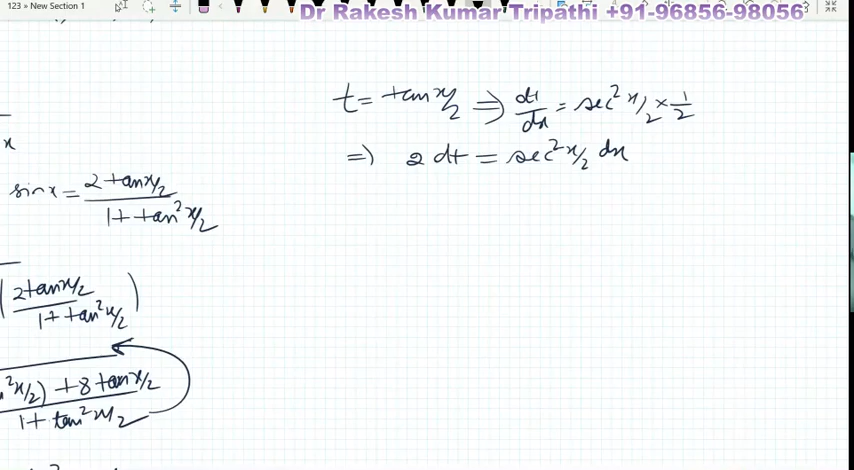 123 » New Section 1
Dr Rakesh Kumar Tripathi +91-96856-98056
t = tan x/2 ⇒ dt/dx = sec² x/2 × 1/2
⇒ 2 dt = sec² x/2 dx
x
sin x = 2 tan x/2 / 1 + tan² x/2
( 2 tan x/2 / 1 + tan² x/2 )
² x/2 ) + 8 tan x/2
1 + tan² x/2